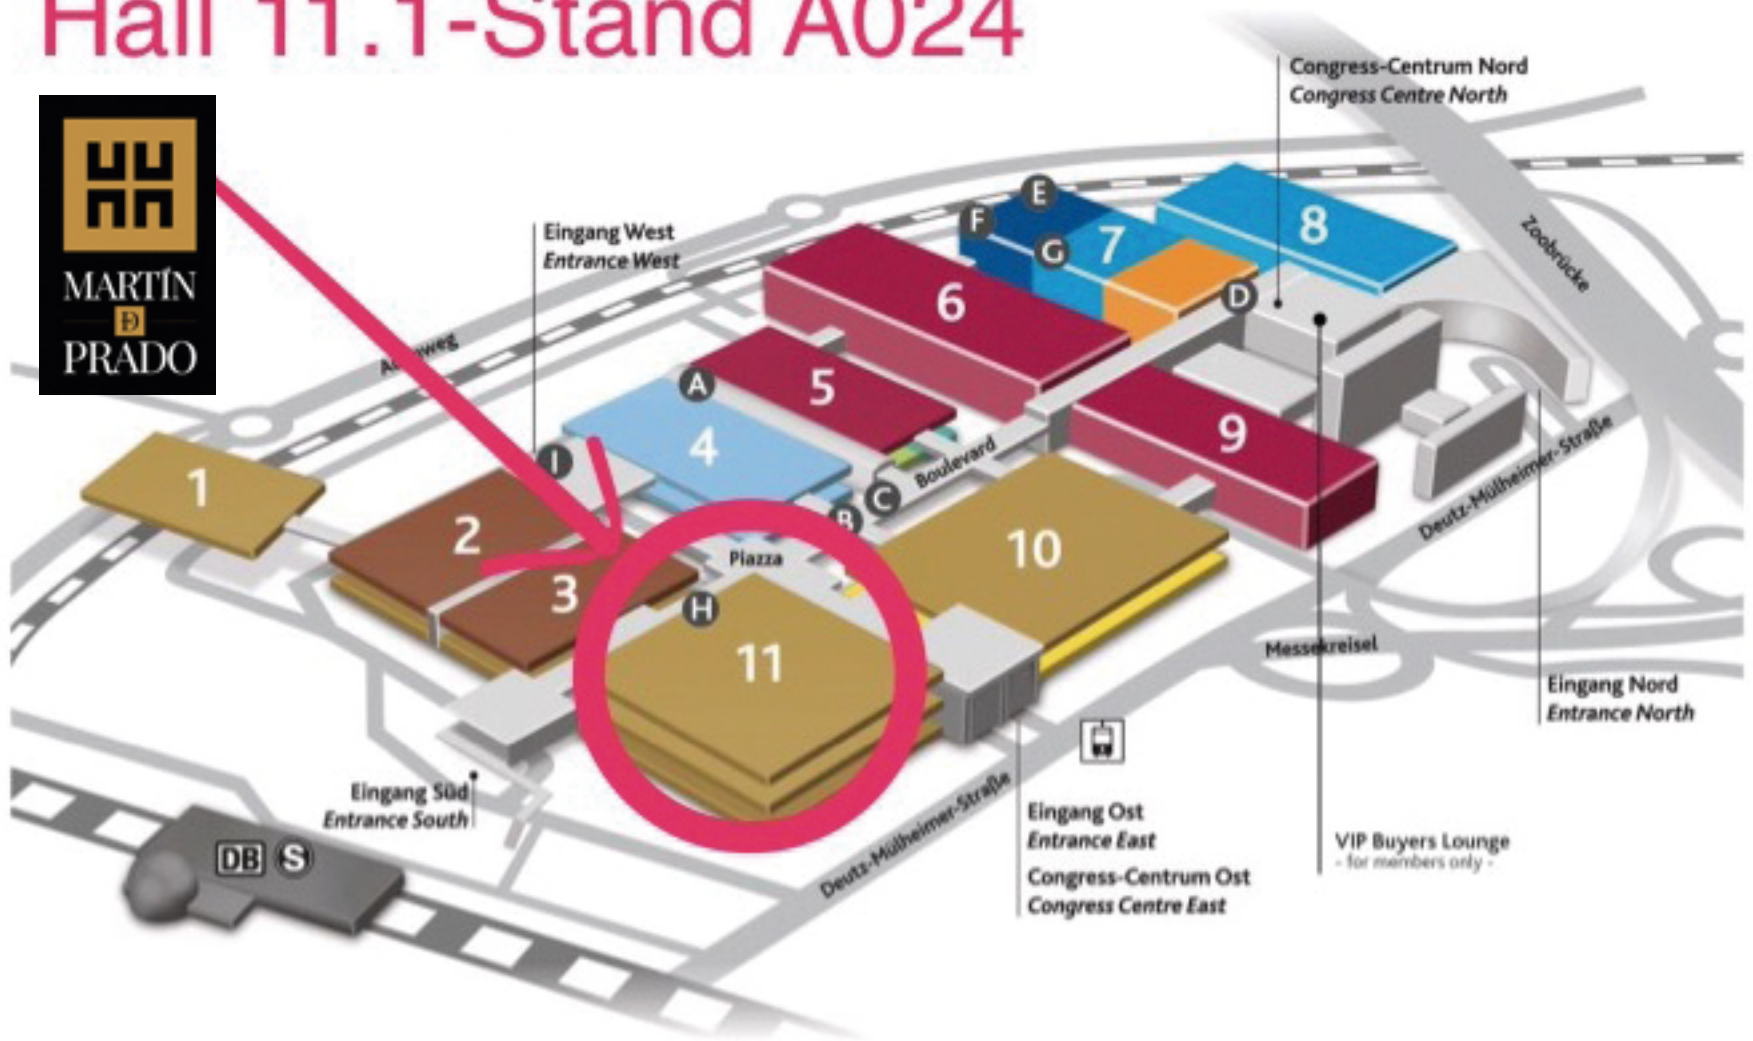 Hall 11.1-Stand A024
MARTÍN
D
PRADO
Congress-Centrum Nord
Congress Centre North
Eingang West
Entrance West
Zoobrücke
E
F
G
7
8
6
D
A
5
4
9
I
Boulevard
C
B
Deutz-Mülheimer-Straße
1
2
3
Piazza
10
H
11
Messekreisel
Eingang Nord
Entrance North
Eingang Süd
Entrance South
DB
S
Deutz-Mülheimer-Straße
Eingang Ost
Entrance East
Congress-Centrum Ost
Congress Centre East
VIP Buyers Lounge
- for members only -